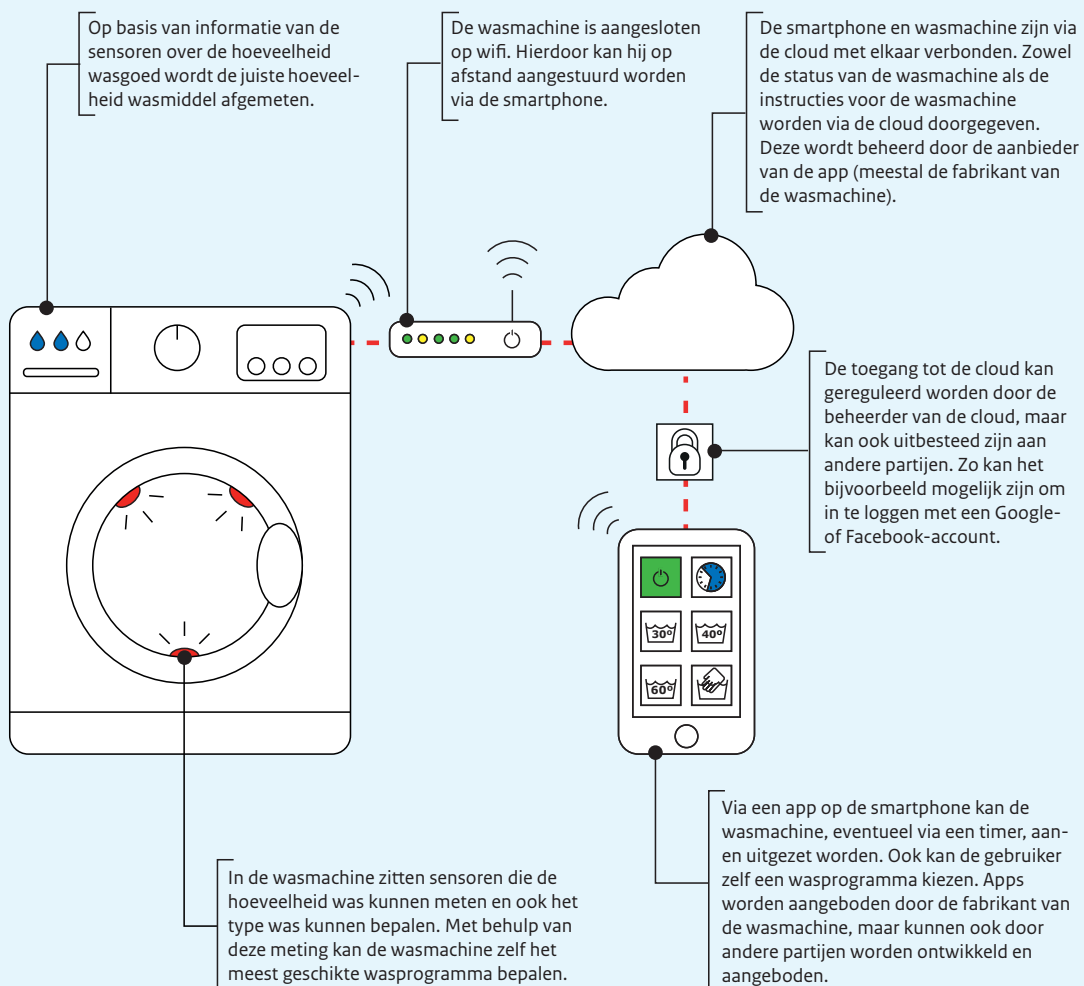 Op basis van informatie van de
sensoren over de hoeveelheid
wasgoed wordt de juiste hoeveel-
heid wasmiddel afgemeten.
De wasmachine is aangesloten
op wifi. Hierdoor kan hij op
afstand aangestuurd worden
via de smartphone.
De smartphone en wasmachine zijn via
de cloud met elkaar verbonden. Zowel
de status van de wasmachine als de
instructies voor de wasmachine
worden via de cloud doorgegeven.
Deze wordt beheerd door de aanbieder
van de app (meestal de fabrikant van
de wasmachine).
De toegang tot de cloud kan
gereguleerd worden door de
beheerder van de cloud, maar
kan ook uitbesteed zijn aan
andere partijen. Zo kan het
bijvoorbeeld mogelijk zijn om
in te loggen met een Google-
of Facebook-account.
30º
40º
60º
In de wasmachine zitten sensoren die de
hoeveelheid was kunnen meten en ook het
type was kunnen bepalen. Met behulp van
deze meting kan de wasmachine zelf het
meest geschikte wasprogramma bepalen.
Via een app op de smartphone kan de
wasmachine, eventueel via een timer, aan-
en uitgezet worden. Ook kan de gebruiker
zelf een wasprogramma kiezen. Apps
worden aangeboden door de fabrikant van
de wasmachine, maar kunnen ook door
andere partijen worden ontwikkeld en
aangeboden.